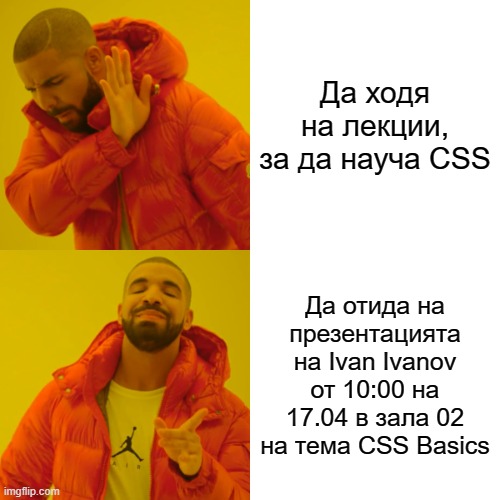 Да ходя
на лекции,
за да науча CSS
Да отида на
презентацията
на Ivan Ivanov
от 10:00 на
17.04 в зала 02
на тема CSS Basics
imgflip.com